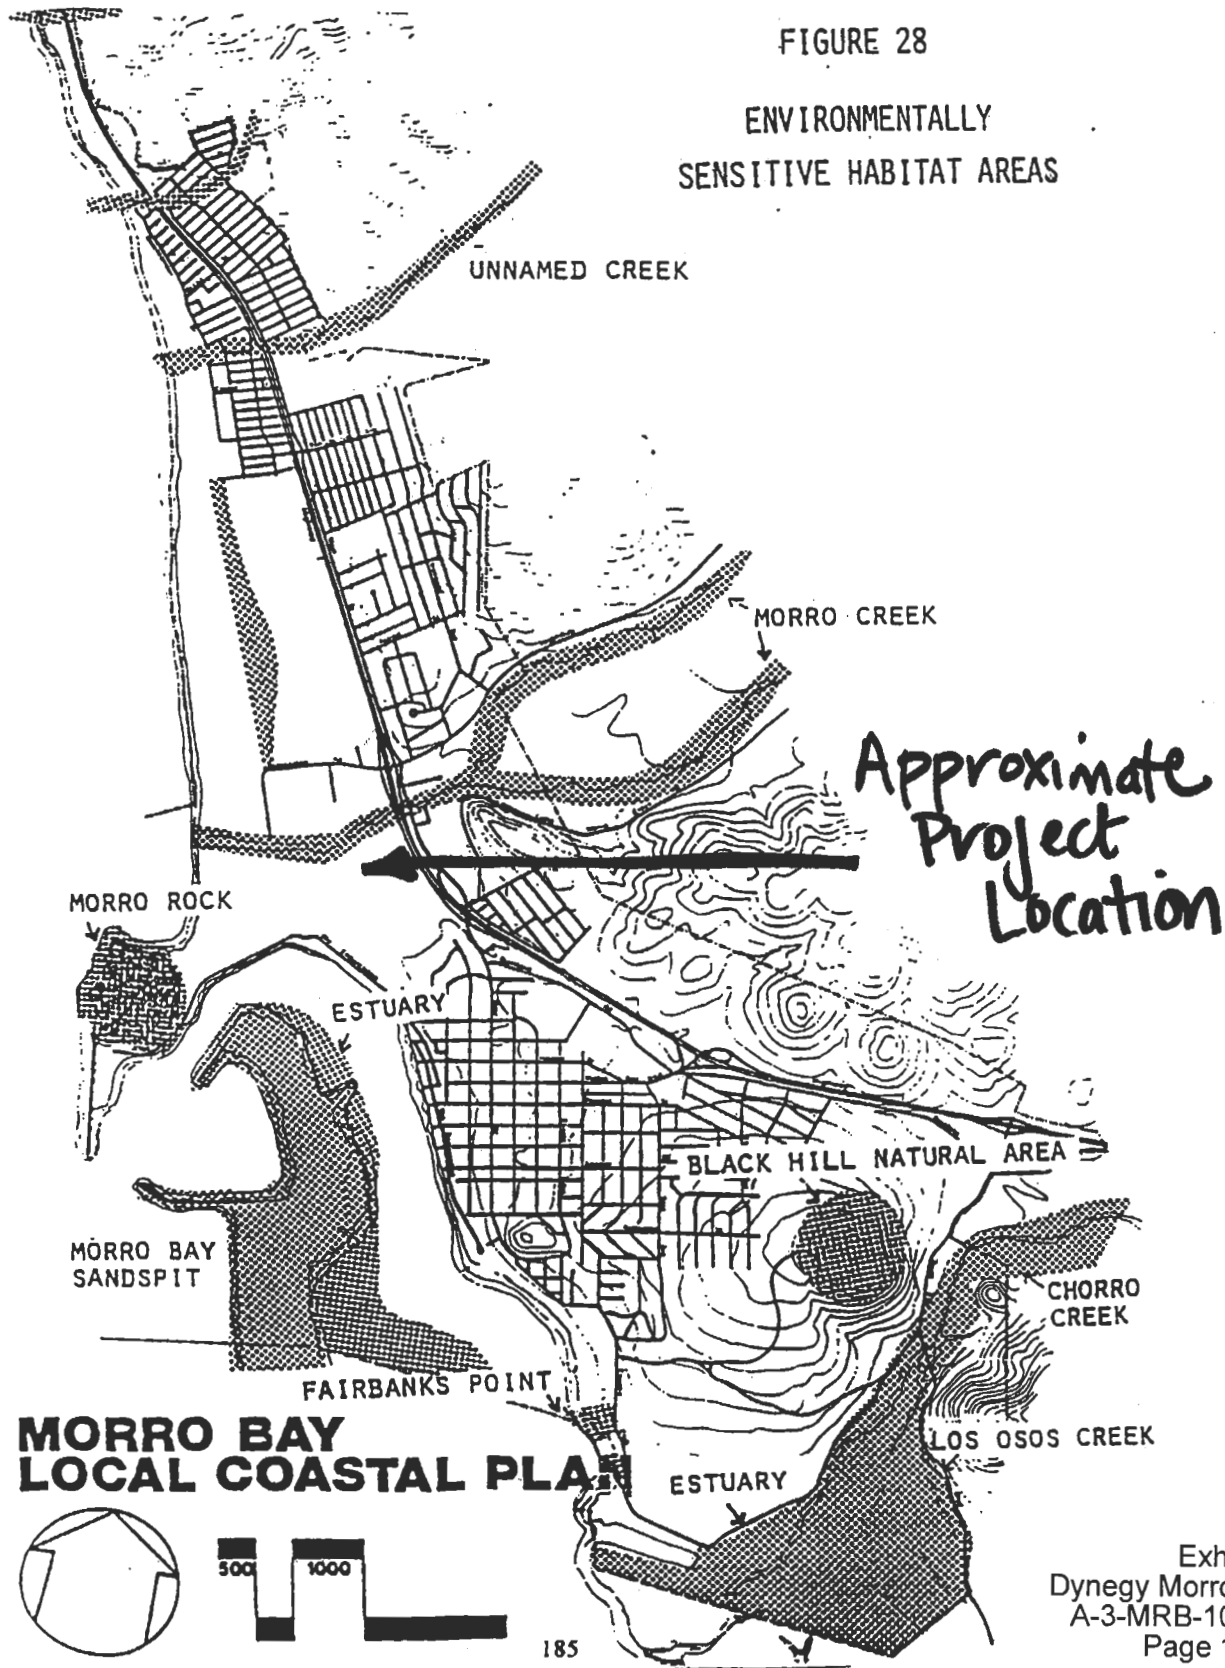 FIGURE 28
ENVIRONMENTALLY
SENSITIVE HABITAT AREAS
UNNAMED CREEK
MORRO CREEK
Approximate
Project
Location
MORRO ROCK
ESTUARY
BLACK HILL NATURAL AREA
MORRO BAY
SANDSPIT
CHORRO
CREEK
FAIRBANKS POINT
LOS OSOS CREEK
ESTUARY
MORRO BAY
LOCAL COASTAL PLAN
500
1000
185
Exh
Dynegy Morro
A-3-MRB-10
Page 1